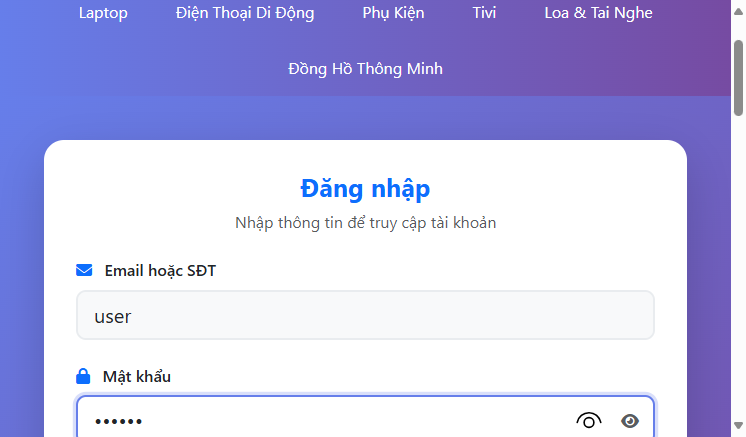 Laptop Điện Thoại Di Động Phụ Kiện Tivi Loa & Tai Nghe
Đồng Hồ Thông Minh
Đăng nhập
Nhập thông tin để truy cập tài khoản
Email hoặc SĐT
user
Mật khẩu
••••••